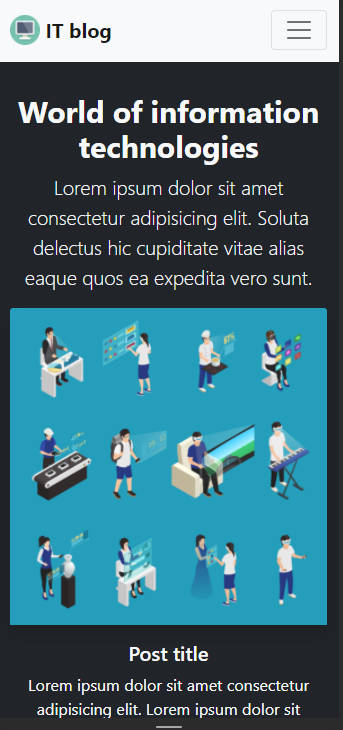 IT blog
World of information
technologies
Lorem ipsum dolor sit amet
consectetur adipisicing elit. Soluta
delectus hic cupiditate vitae alias
eaque quos ea expedita vero sunt.
Post title
Lorem ipsum dolor sit amet consectetur
adipisicing elit. Lorem ipsum dolor sit